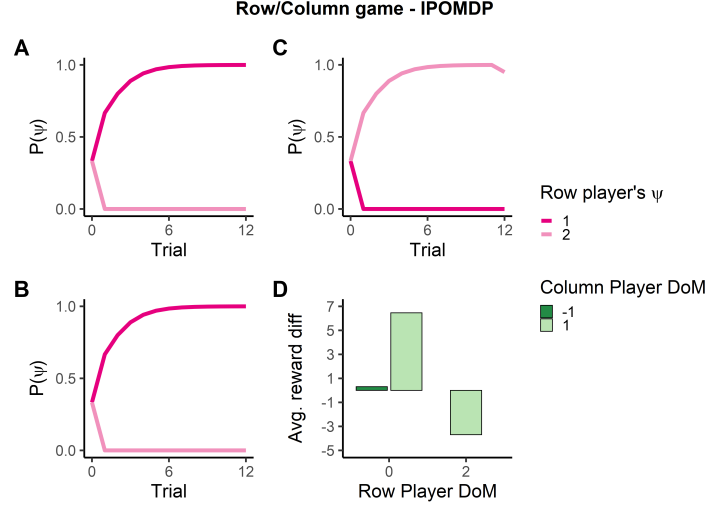 Row/Column game - IPOMDP
A
1.0
0.5
0.0
P(ψ)
0
6
12
Trial
C
1.0
0.5
0.0
P(ψ)
0
6
12
Trial
Row player's ψ
1
2
B
1.0
0.5
0.0
P(ψ)
0
6
12
Trial
D
7
5
3
1
-1
-3
-5
Avg. reward diff
0
2
Row Player DoM
Column Player DoM
-1
1